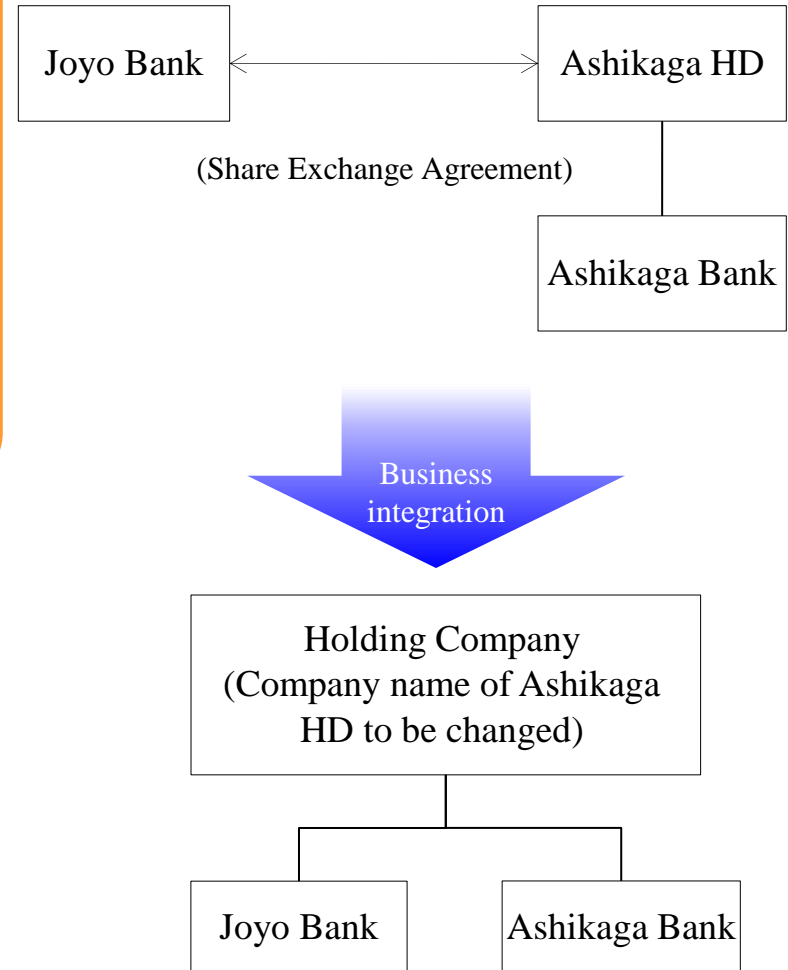 Joyo Bank
Ashikaga HD
(Share Exchange Agreement)
Ashikaga Bank
Business
integration
Holding Company
(Company name of Ashikaga
HD to be changed)
Joyo Bank
Ashikaga Bank